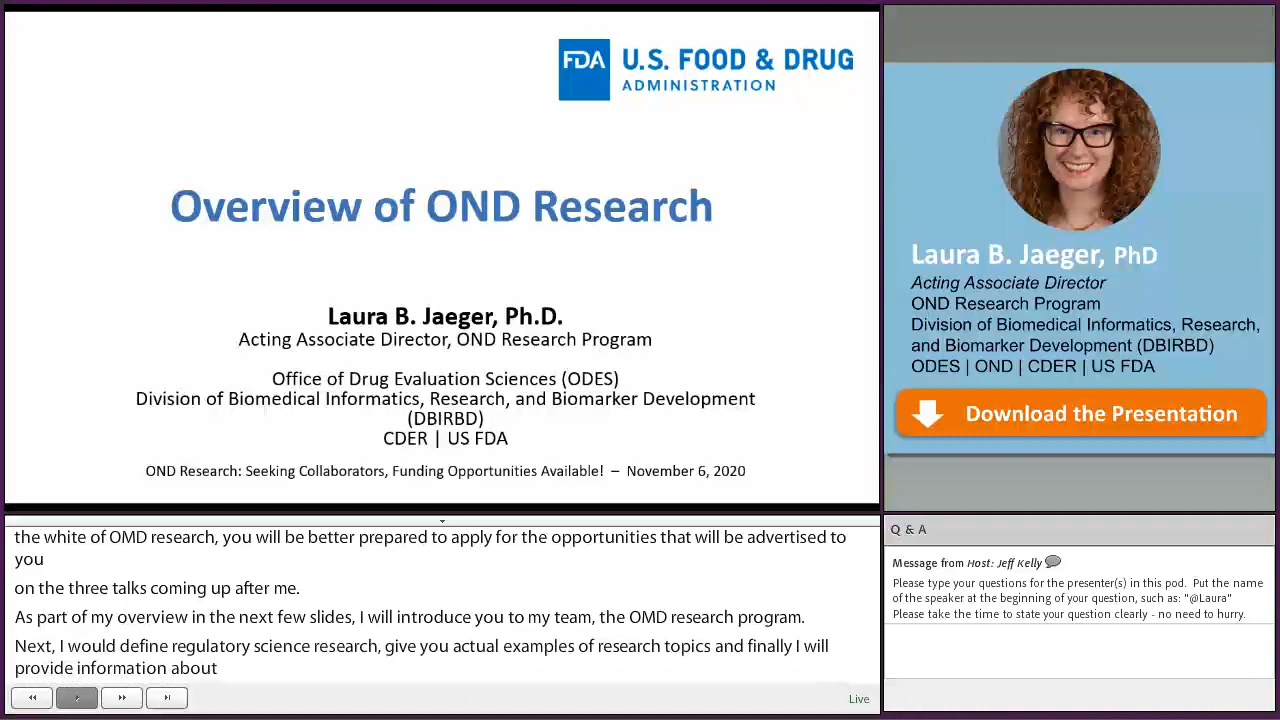 FDA U.S. FOOD & DRUG
ADMINISTRATION
Overview of OND Research
Laura B. Jaeger, Ph.D.
Acting Associate Director, OND Research Program
Office of Drug Evaluation Sciences (ODES)
Division of Biomedical Informatics, Research, and Biomarker Development
(DBIRBD)
CDER | US FDA
OND Research: Seeking Collaborators, Funding Opportunities Available! – November 6, 2020
Laura B. Jaeger, PhD
Acting Associate Director
OND Research Program
Division of Biomedical Informatics, Research,
and Biomarker Development (DBIRBD)
ODES | OND | CDER | US FDA
Download the Presentation
the white of OMD research, you will be better prepared to apply for the opportunities that will be advertised to
you
on the three talks coming up after me.
As part of my overview in the next few slides, I will introduce you to my team, the OMD research program.
Next, I would define regulatory science research, give you actual examples of research topics and finally I will
provide information about
Live
Q & A
Message from Host: Jeff Kelly
Please type your questions for the presenter(s) in this pod. Put the name
of the speaker at the beginning of your question, such as: "@Laura"
Please take the time to state your question clearly - no need to hurry.